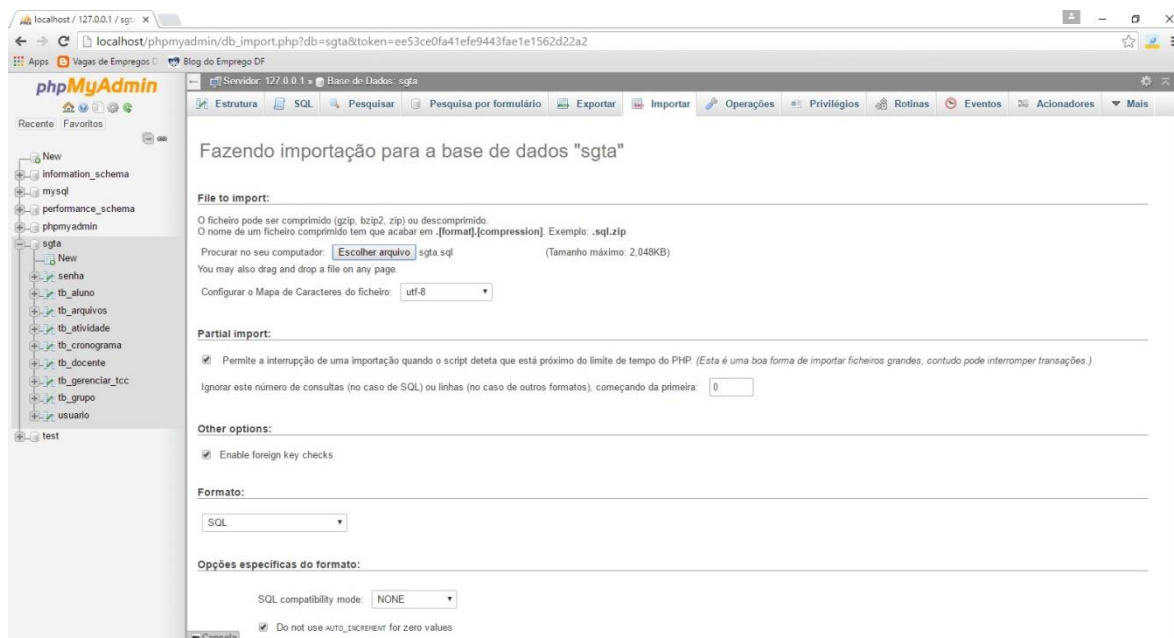 localhost / 127.0.0.1 / sgt
localhost/phpmyadmin/db_import.php?db=sgta&token=ee53ce0fa41efe9443fae1e1562d22a2
Apps Vagas de Empregos D Blog do Emprego DF
phpMyAdmin
Recente Favoritos
New
information_schema
mysql
performance_schema
phpmyadmin
sgta
New
senha
tb_aluno
tb_arquivos
tb_atividade
tb_cronograma
tb_docente
tb_gerenciar_tcc
tb_grupo
usuario
test
Servidor: 127.0.0.1 » Base de Dados: sgta
Estrutura SQL Pesquisar Pesquisa por formulário Exportar Importar Operações Privilégios Rotinas Eventos Acionadores Mais
Fazendo importação para a base de dados "sgta"
File to import:
O ficheiro pode ser comprimido (gzip, bzip2, zip) ou descomprimido.
O nome de um ficheiro comprimido tem que acabar em .[format].[compression]. Exemplo: .sql.zip
Procurar no seu computador: Escolher arquivo sgta.sql (Tamanho máximo: 2,048KB)
You may also drag and drop a file on any page.
Configurar o Mapa de Caracteres do ficheiro: utf-8
Partial import:
Permite a interrupção de uma importação quando o script deteta que está próximo do limite de tempo do PHP. (Esta é uma boa forma de importar ficheiros grandes, contudo pode interromper transações.)
Ignorar este número de consultas (no caso de SQL) ou linhas (no caso de outros formatos), começando da primeira: 0
Other options:
Enable foreign key checks
Formato:
SQL
Opções específicas do formato:
SQL compatibility mode: NONE
Do not use AUTO_INCREMENT for zero values
Consola